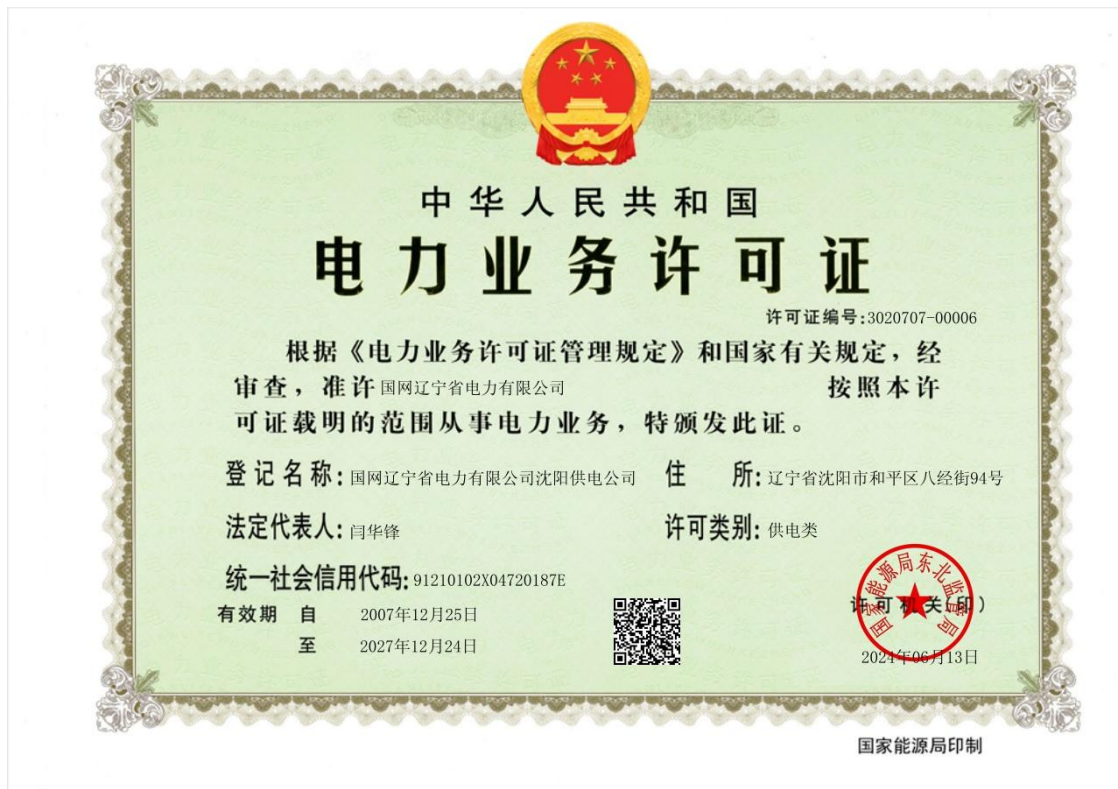 中华人民共和国
电力业务许可证
许可证编号:3020707-00006
根据《电力业务许可证管理规定》和国家有关规定，经
审查，准许国网辽宁省电力有限公司 按照本许
可证载明的范围从事电力业务，特颁发此证。
登记名称: 国网辽宁省电力有限公司沈阳供电公司 住 所: 辽宁省沈阳市和平区八经街94号
法定代表人: 闫华锋 许可类别: 供电类
统一社会信用代码: 91210102X04720187E
有效期 自 2007年12月25日
至 2027年12月24日
国家能源局东北监管局
许可机关(印)
2024年06月13日
国家能源局印制